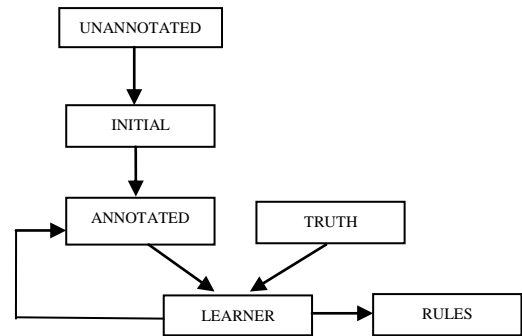 UNANNOTATED
INITIAL
ANNOTATED
TRUTH
LEARNER
RULES